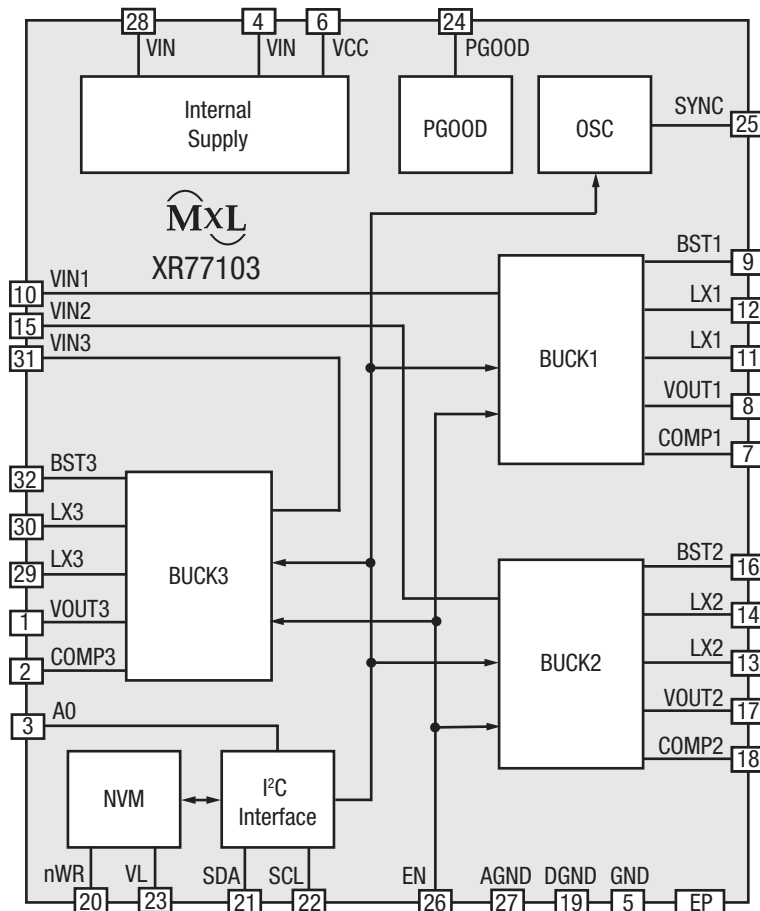 28 4 6 24
VIN VIN VCC PGOOD
Internal
Supply
PGOOD
OSC
SYNC
25
MXL
XR77103
10 VIN1
15 VIN2
31 VIN3
BUCK1
BST1
9
LX1
12
LX1
11
VOUT1
8
COMP1
7
32 BST3
30 LX3
29 LX3
1 VOUT3
2 COMP3
BUCK3
BUCK2
BST2
16
LX2
14
LX2
13
VOUT2
17
COMP2
18
3 A0
NVM
I²C
Interface
nWR VL SDA SCL EN AGND DGND GND
20 23 21 22 26 27 19 5 EP